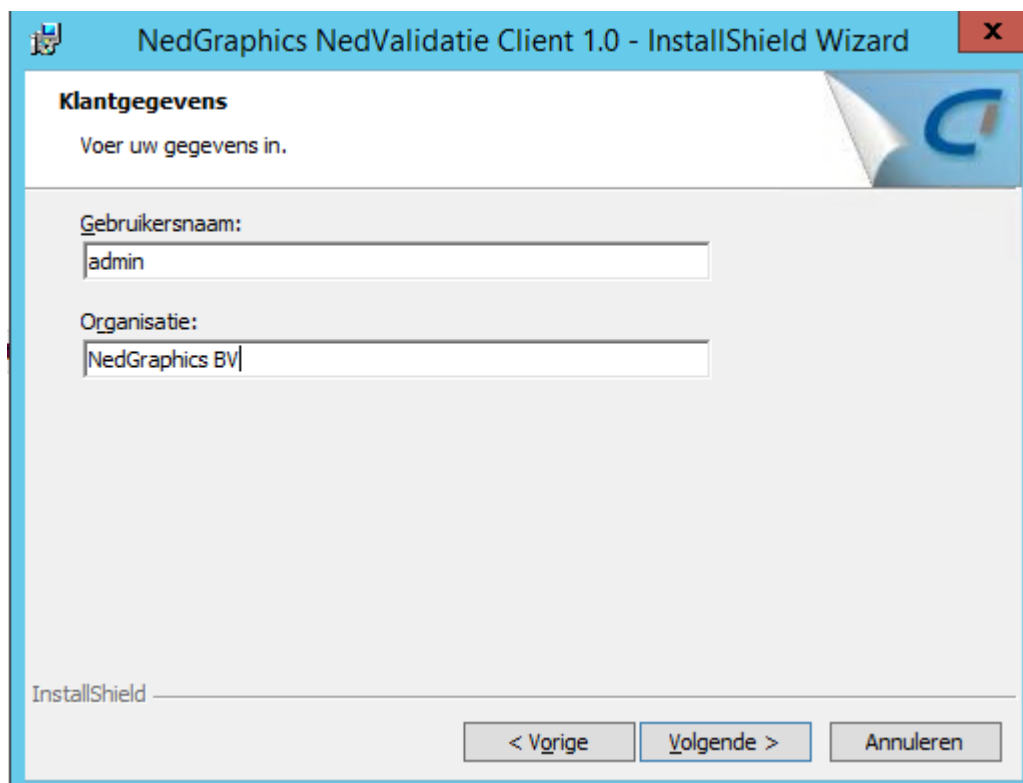 NedGraphics NedValidatie Client 1.0 - InstallShield Wizard
x
Klantgegevens
Voer uw gegevens in.
Gebruikersnaam:
admin
Organisatie:
NedGraphics BV
InstallShield
< Vorige
Volgende >
Annuleren